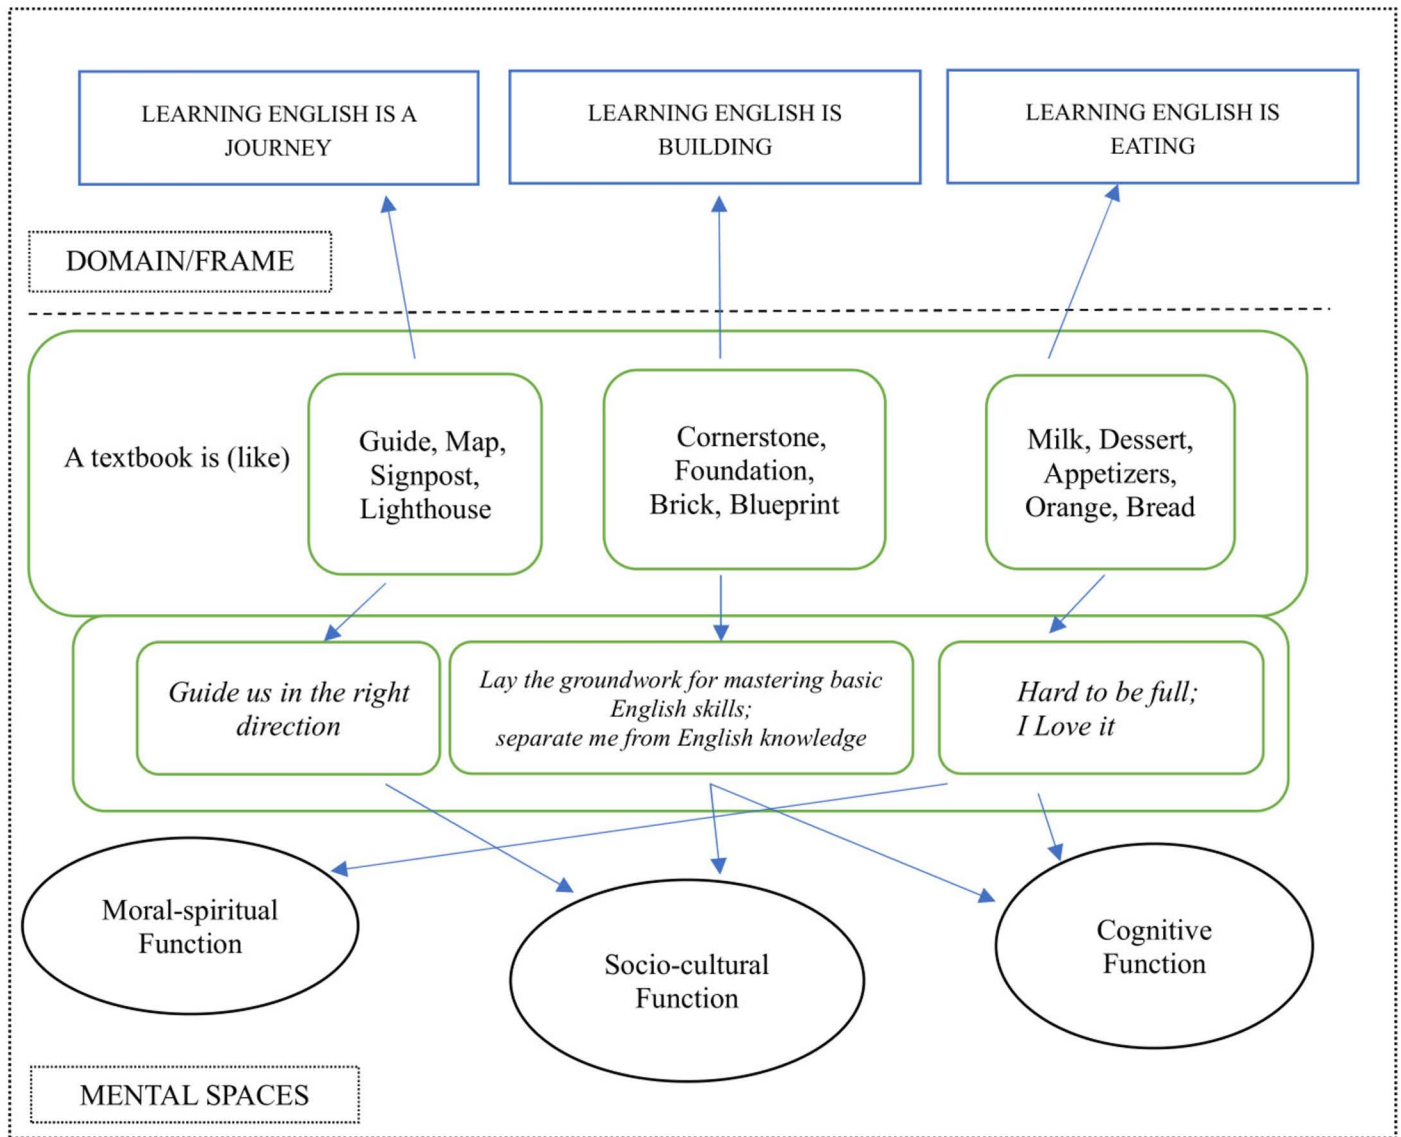 LEARNING ENGLISH IS A
JOURNEY
LEARNING ENGLISH IS
BUILDING
LEARNING ENGLISH IS
EATING
DOMAIN/FRAME
A textbook is (like)
Guide, Map,
Signpost,
Lighthouse
Cornerstone,
Foundation,
Brick, Blueprint
Milk, Dessert,
Appetizers,
Orange, Bread
Guide us in the right
direction
Lay the groundwork for mastering basic
English skills;
separate me from English knowledge
Hard to be full;
I Love it
Moral-spiritual
Function
Socio-cultural
Function
Cognitive
Function
MENTAL SPACES